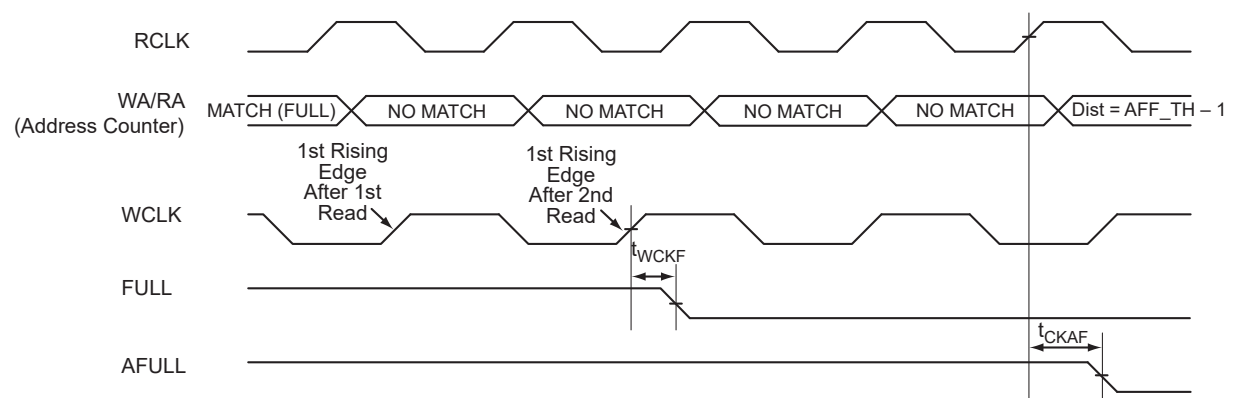 RCLK
WA/RA
(Address Counter)
MATCH (FULL)
NO MATCH
NO MATCH
NO MATCH
NO MATCH
Dist = AFF_TH – 1
1st Rising
Edge
After 1st
Read
1st Rising
Edge
After 2nd
Read
WCLK
tWCKF
FULL
tCKAF
AFULL